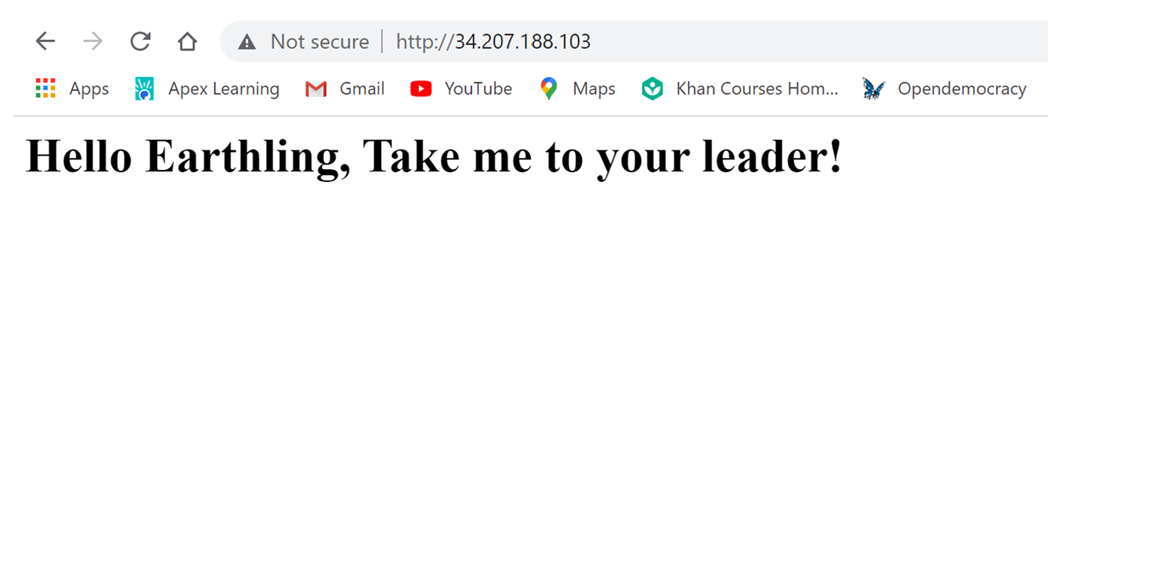 Not secure | http://34.207.188.103
Apps Apex Learning Gmail YouTube Maps Khan Courses Hom... Opendemocracy
Hello Earthling, Take me to your leader!